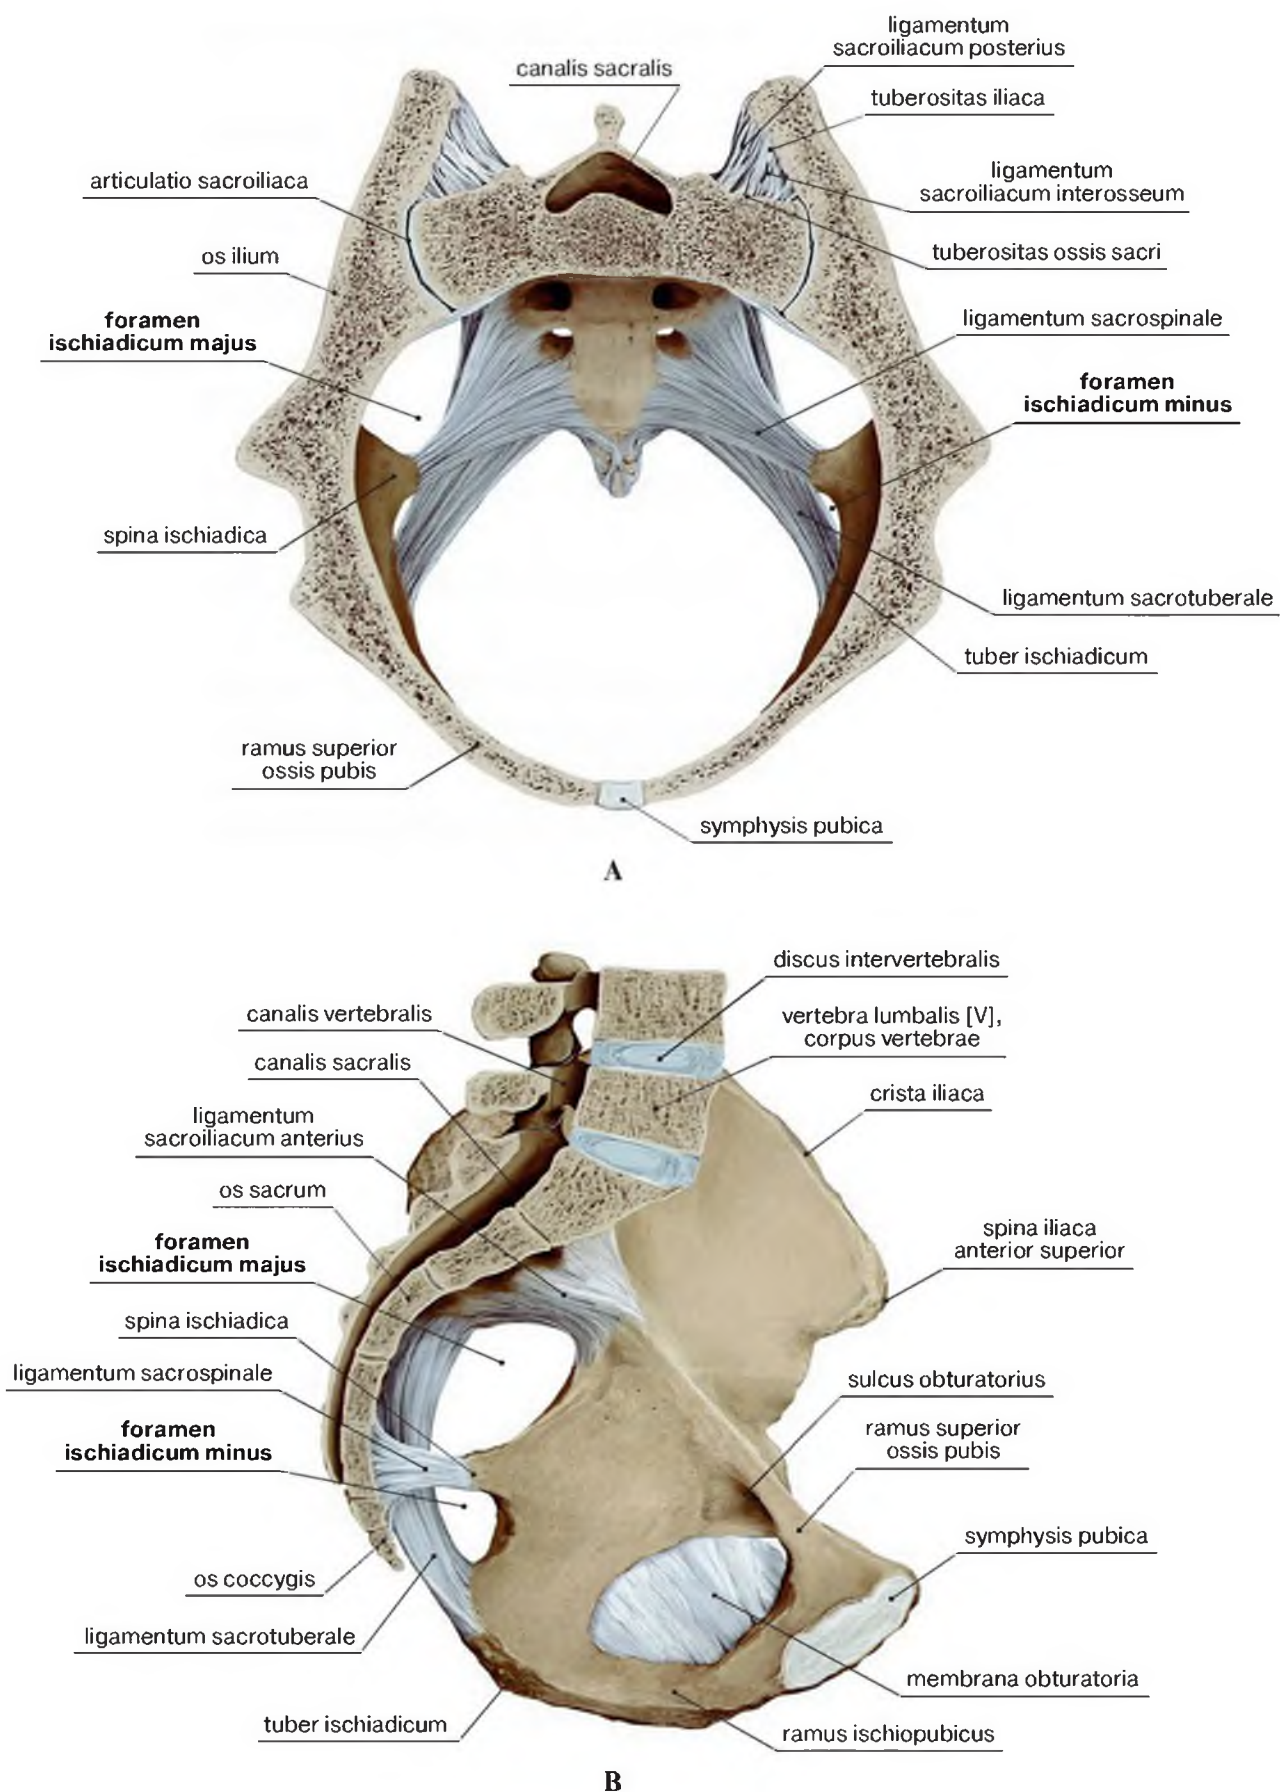 ligamentum
sacroiliacum posterius
canalis sacralis
tuberositas iliaca
articulatio sacroiliaca
ligamentum
sacroiliacum interosseum
os ilium
tuberositas ossis sacri
foramen
ischiadicum majus
ligamentum sacrospinale
foramen
ischiadicum minus
spina ischiadica
ligamentum sacrotuberale
tuber ischiadicum
ramus superior
ossis pubis
symphysis pubica
A
discus intervertebralis
canalis vertebralis
vertebra lumbalis [V],
corpus vertebrae
canalis sacralis
crista iliaca
ligamentum
sacroiliacum anterius
os sacrum
foramen
ischiadicum majus
spina iliaca
anterior superior
spina ischiadica
ligamentum sacrospinale
sulcus obturatorius
foramen
ischiadicum minus
ramus superior
ossis pubis
symphysis pubica
os coccygis
ligamentum sacrotuberale
membrana obturatoria
tuber ischiadicum
ramus ischiopubicus
B